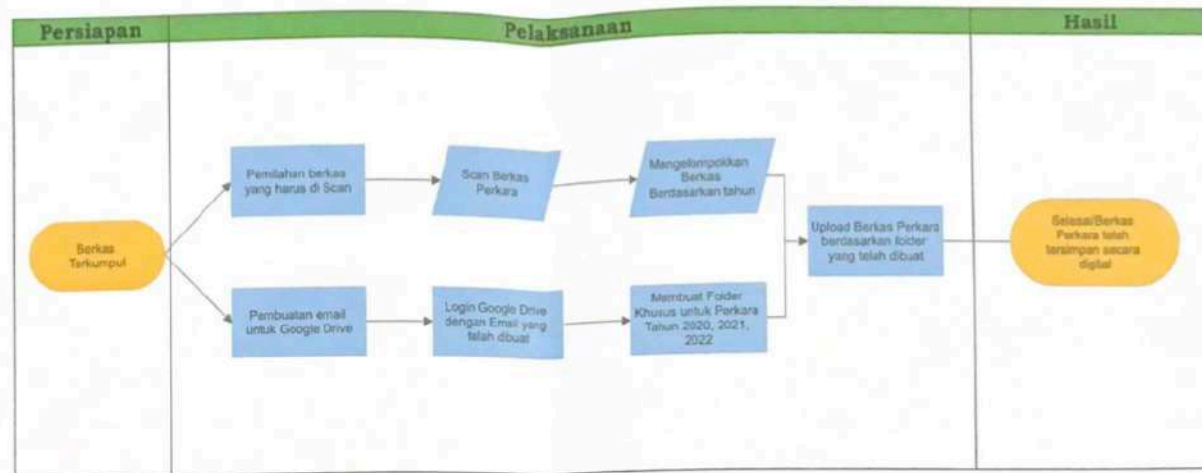 Persiapan
Pelaksanaan
Hasil
Berkas
Terkumpul
Pemilahan berkas
yang harus di Scan
Scan Berkas
Perkara
Mangelompokkan
Berkas
Berdasarkan tahun
Pembuatan email
untuk Google Drive
Login Google Drive
dengan Email yang
telah dbuat
Membuat Folder
Khusus untuk Perkara
Tahun 2020, 2021,
2022
Upload Berkas Perkara
berdasarkan folder
yang telah dibuat
Selesai/Berkas
Perkara telah
tersimpan secara
digital